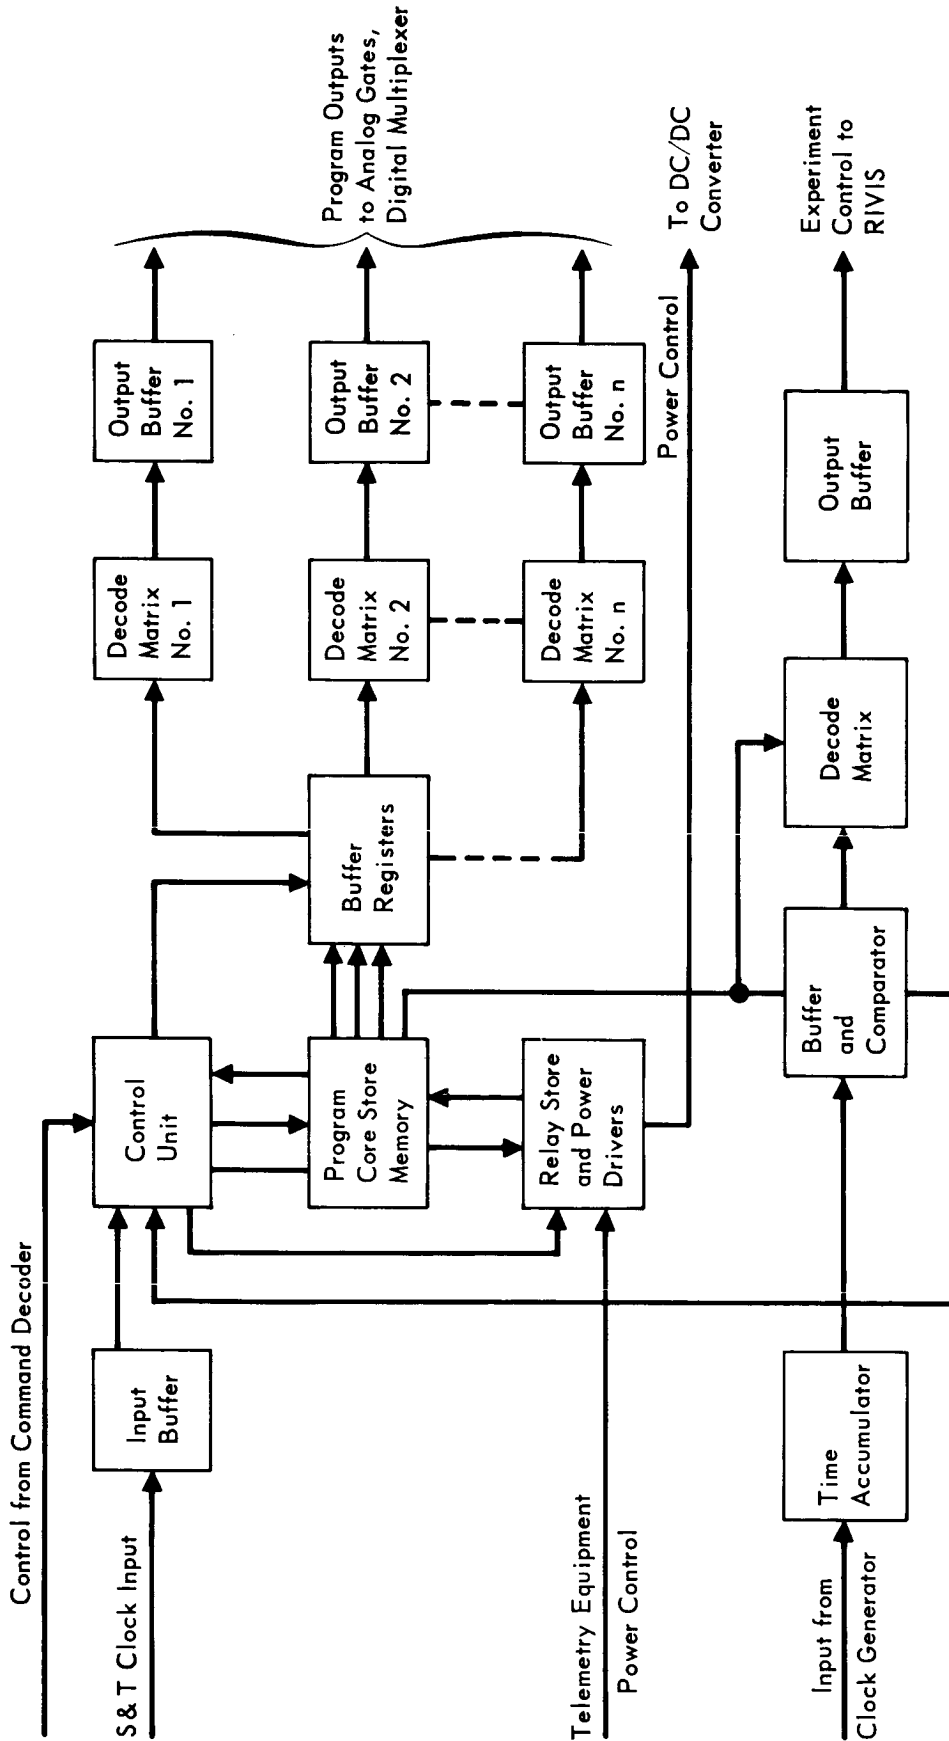 Control from Command Decoder
S & T Clock Input
Input
Buffer
Control
Unit
Decode
Matrix
No. 1
Output
Buffer
No. 1
Program Outputs
to Analog Gates,
Digital Multiplexer
Program
Core Store
Memory
Buffer
Registers
Decode
Matrix
No. 2
Output
Buffer
No. 2
Telemetry Equipment
Power Control
Relay Store
and Power
Drivers
Decode
Matrix
No. n
Output
Buffer
No. n
Power Control
To DC/DC
Converter
Input from
Clock Generator
Time
Accumulator
Buffer
and
Comparator
Decode
Matrix
Output
Buffer
Experiment
Control to
RIVIS